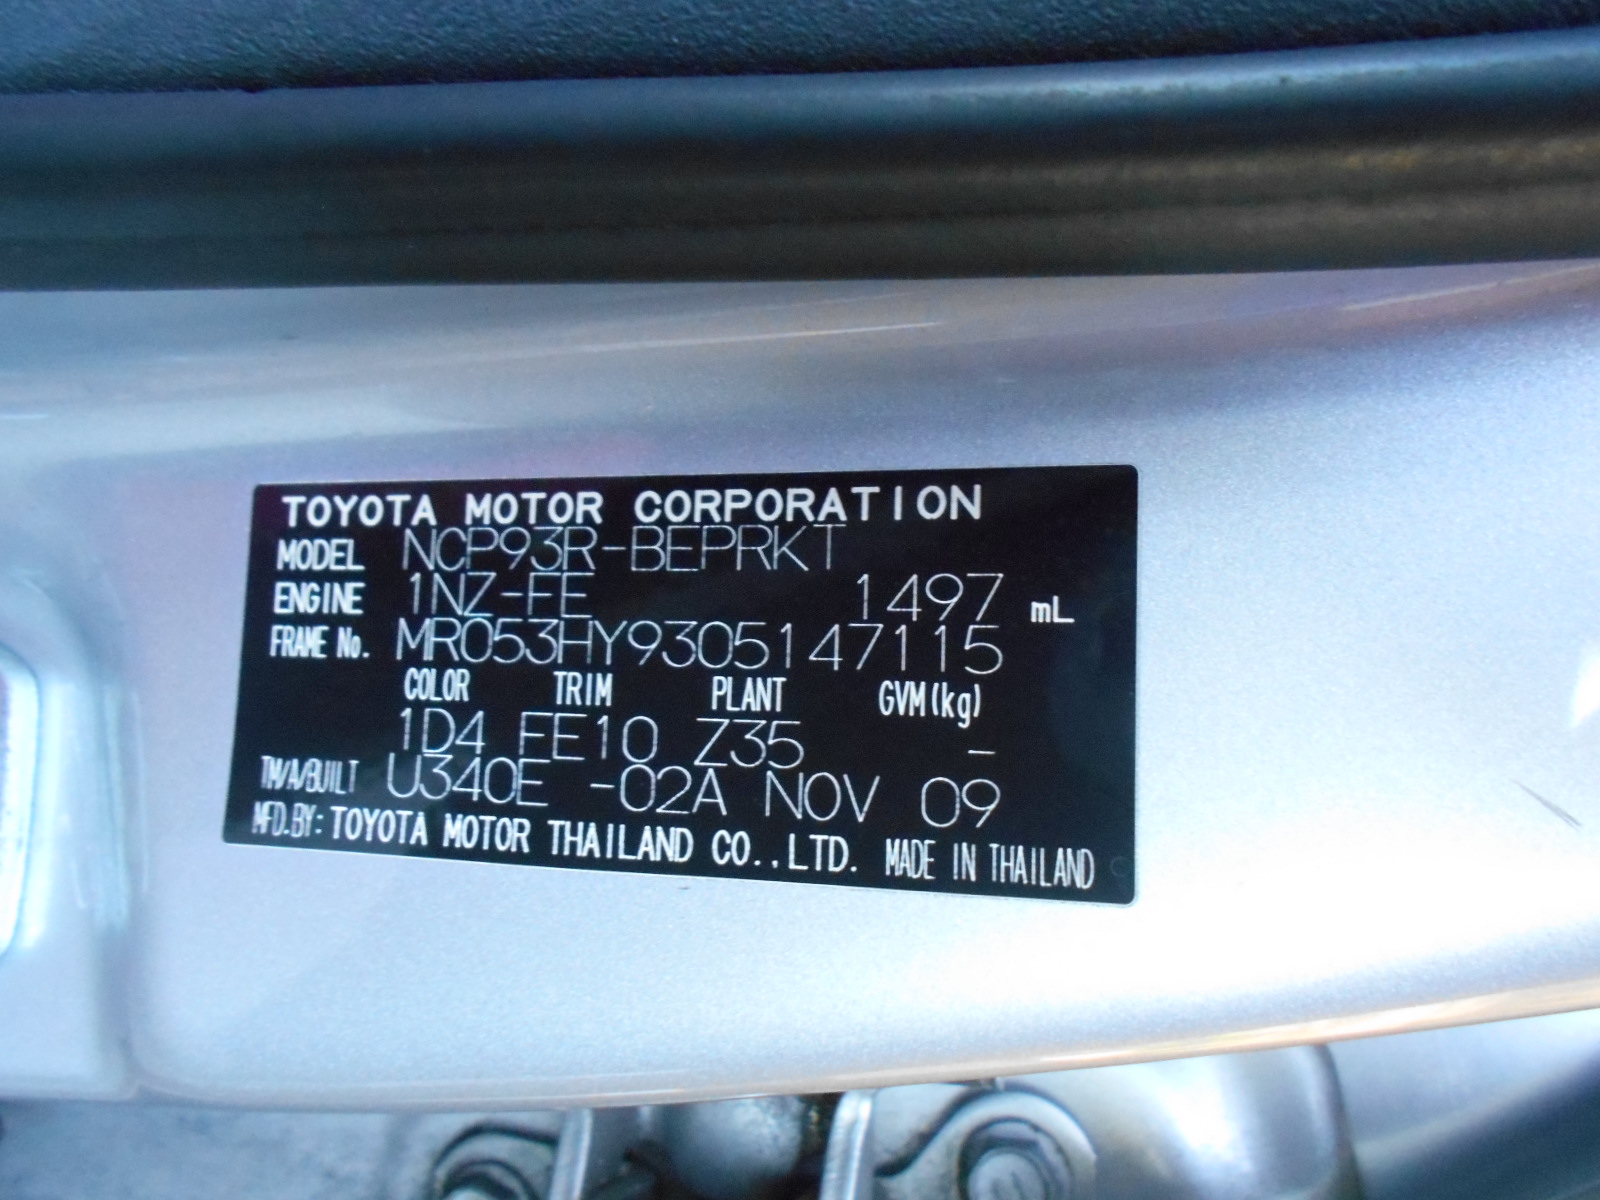 TOYOTA MOTOR CORPORATION
MODEL NCP93R-BEPRKT
ENGINE 1NZ-FE 1497 mL
FRAME No. MR053HY9305147115
COLOR TRIM PLANT GVM(kg)
1D4 FE10 Z35 -
TM/A/BUILT U340E -02A NOV 09
MFD.BY: TOYOTA MOTOR THAILAND CO.,LTD. MADE IN THAILAND